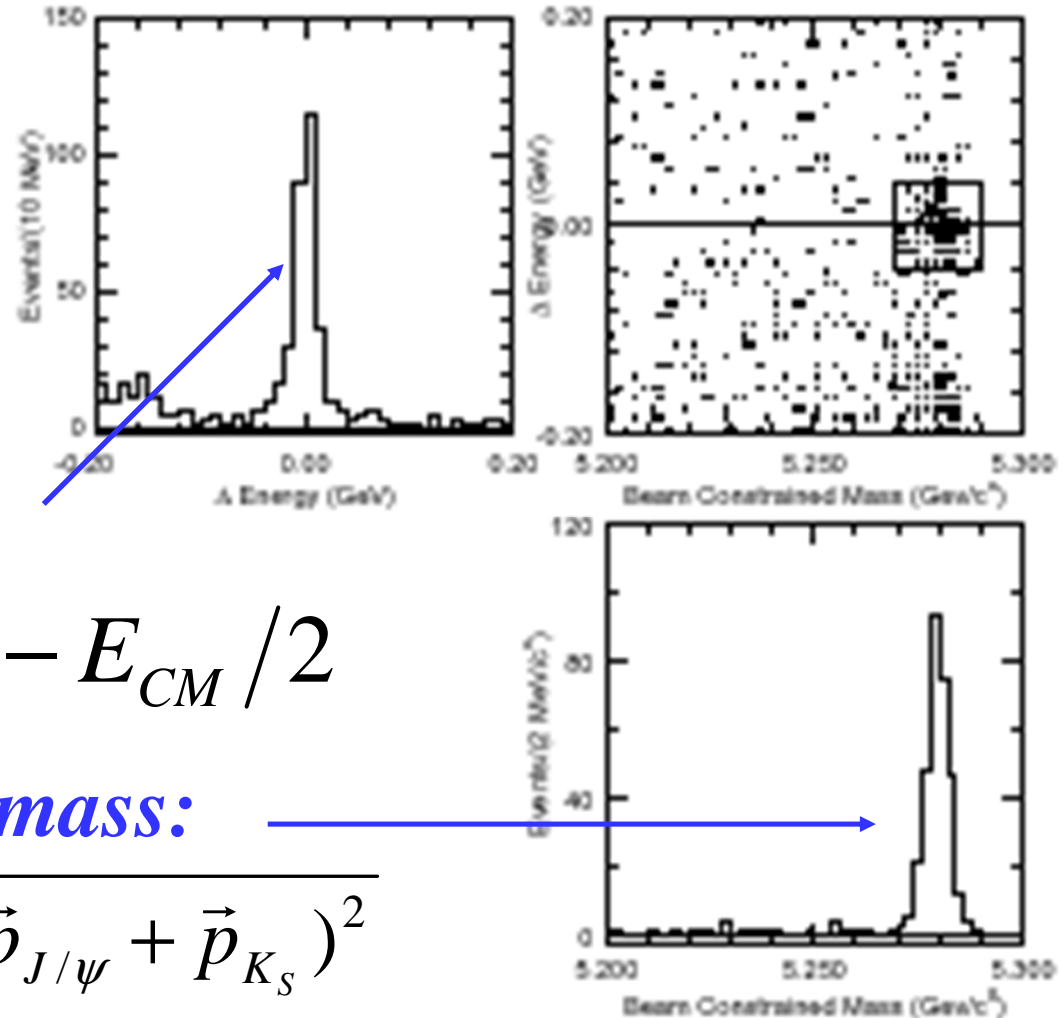 150
100
50
0
Events/(10 MeV)
-0.20 0.00 0.20
Δ Energy (GeV)
0.20
0.00
-0.20
Δ Energy (GeV)
5.200 5.250 5.300
Beam Constrained Mass (GeV/c²)
− E_CM / 2
mass:
p⃗_J/ψ + p⃗_K_S )²
120
80
40
0
Events/(2 MeV/c²)
5.200 5.250 5.300
Beam Constrained Mass (GeV/c²)